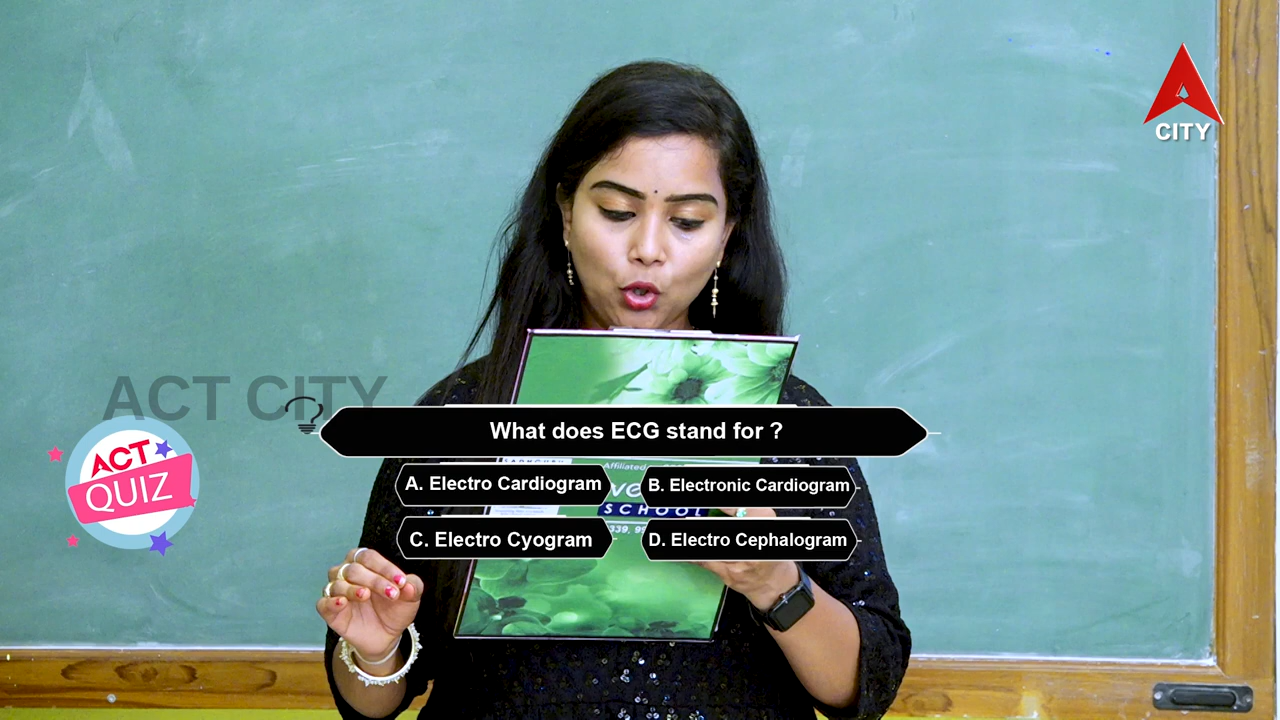 CITY
ACT CITY
ACT
QUIZ
What does ECG stand for ?
A. Electro Cardiogram
B. Electronic Cardiogram
C. Electro Cyogram
D. Electro Cephalogram
Affiliated
SCHOOL